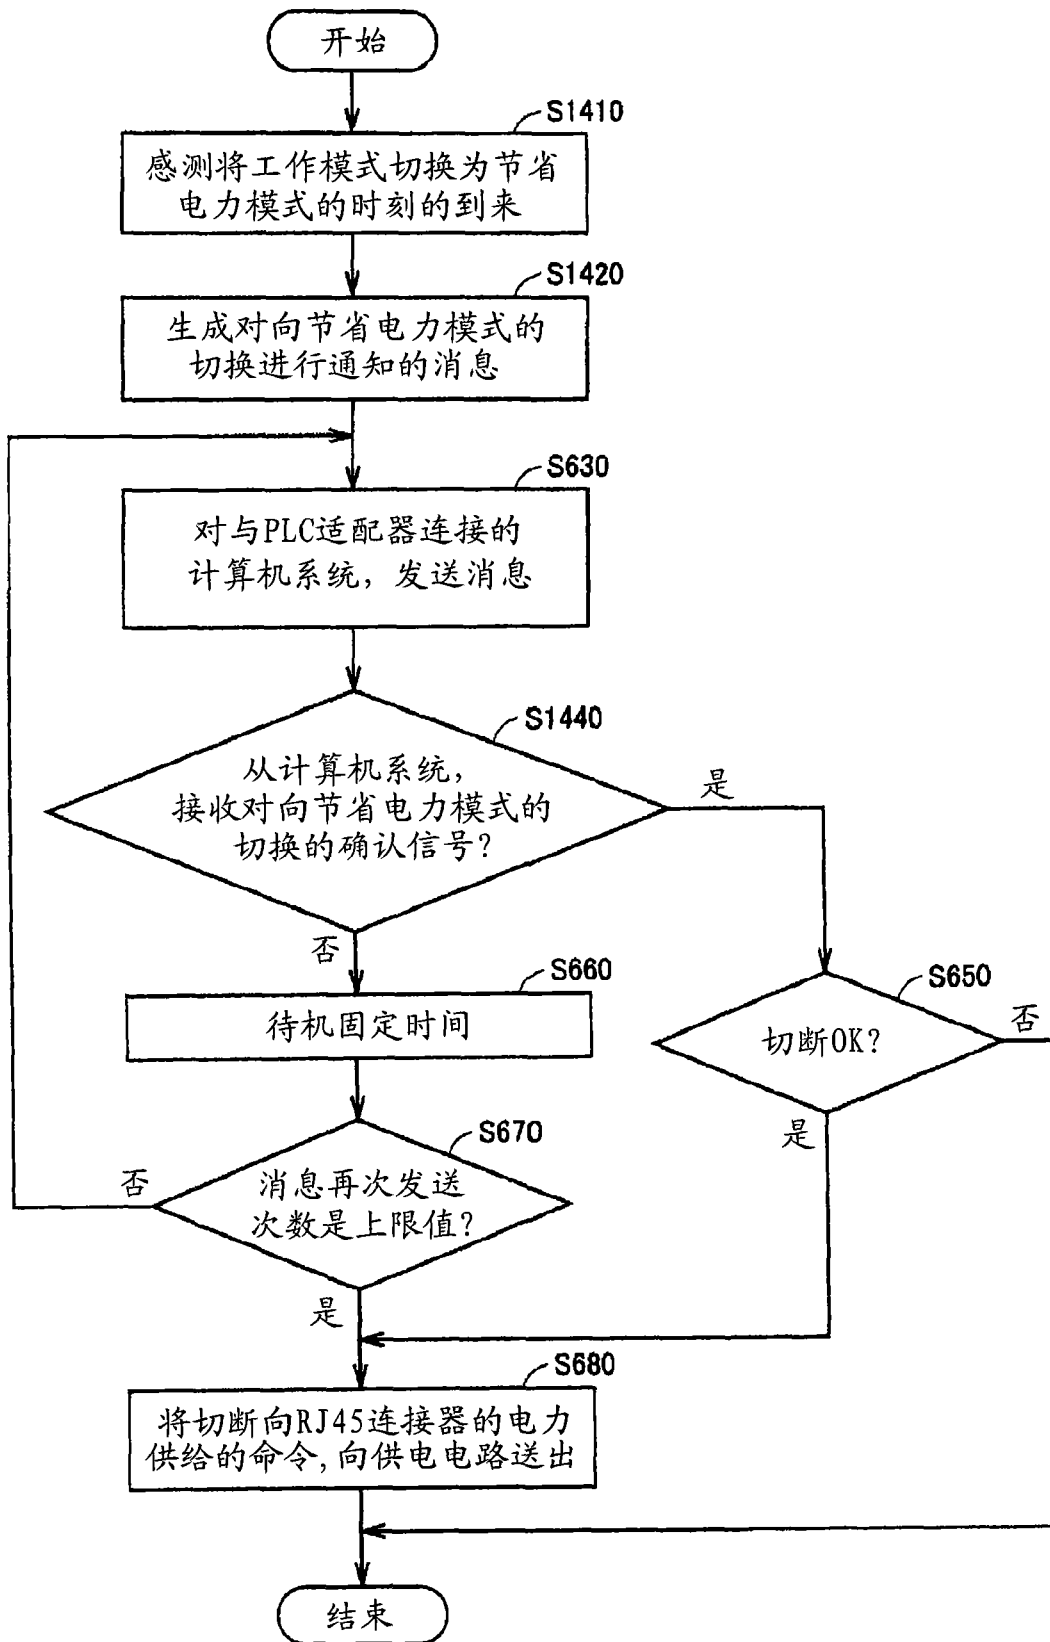 开始
S1410
感测将工作模式切换为节省
电力模式的时刻的到来
S1420
生成对向节省电力模式的
切换进行通知的消息
S630
对与PLC适配器连接的
计算机系统，发送消息
S1440
从计算机系统，
接收对向节省电力模式的
切换的确认信号？
是
否
S660
待机固定时间
S650
切断OK？
否
是
S670
消息再次发送
次数是上限值？
否
是
S680
将切断向RJ45连接器的电力
供给的命令，向供电电路送出
结束